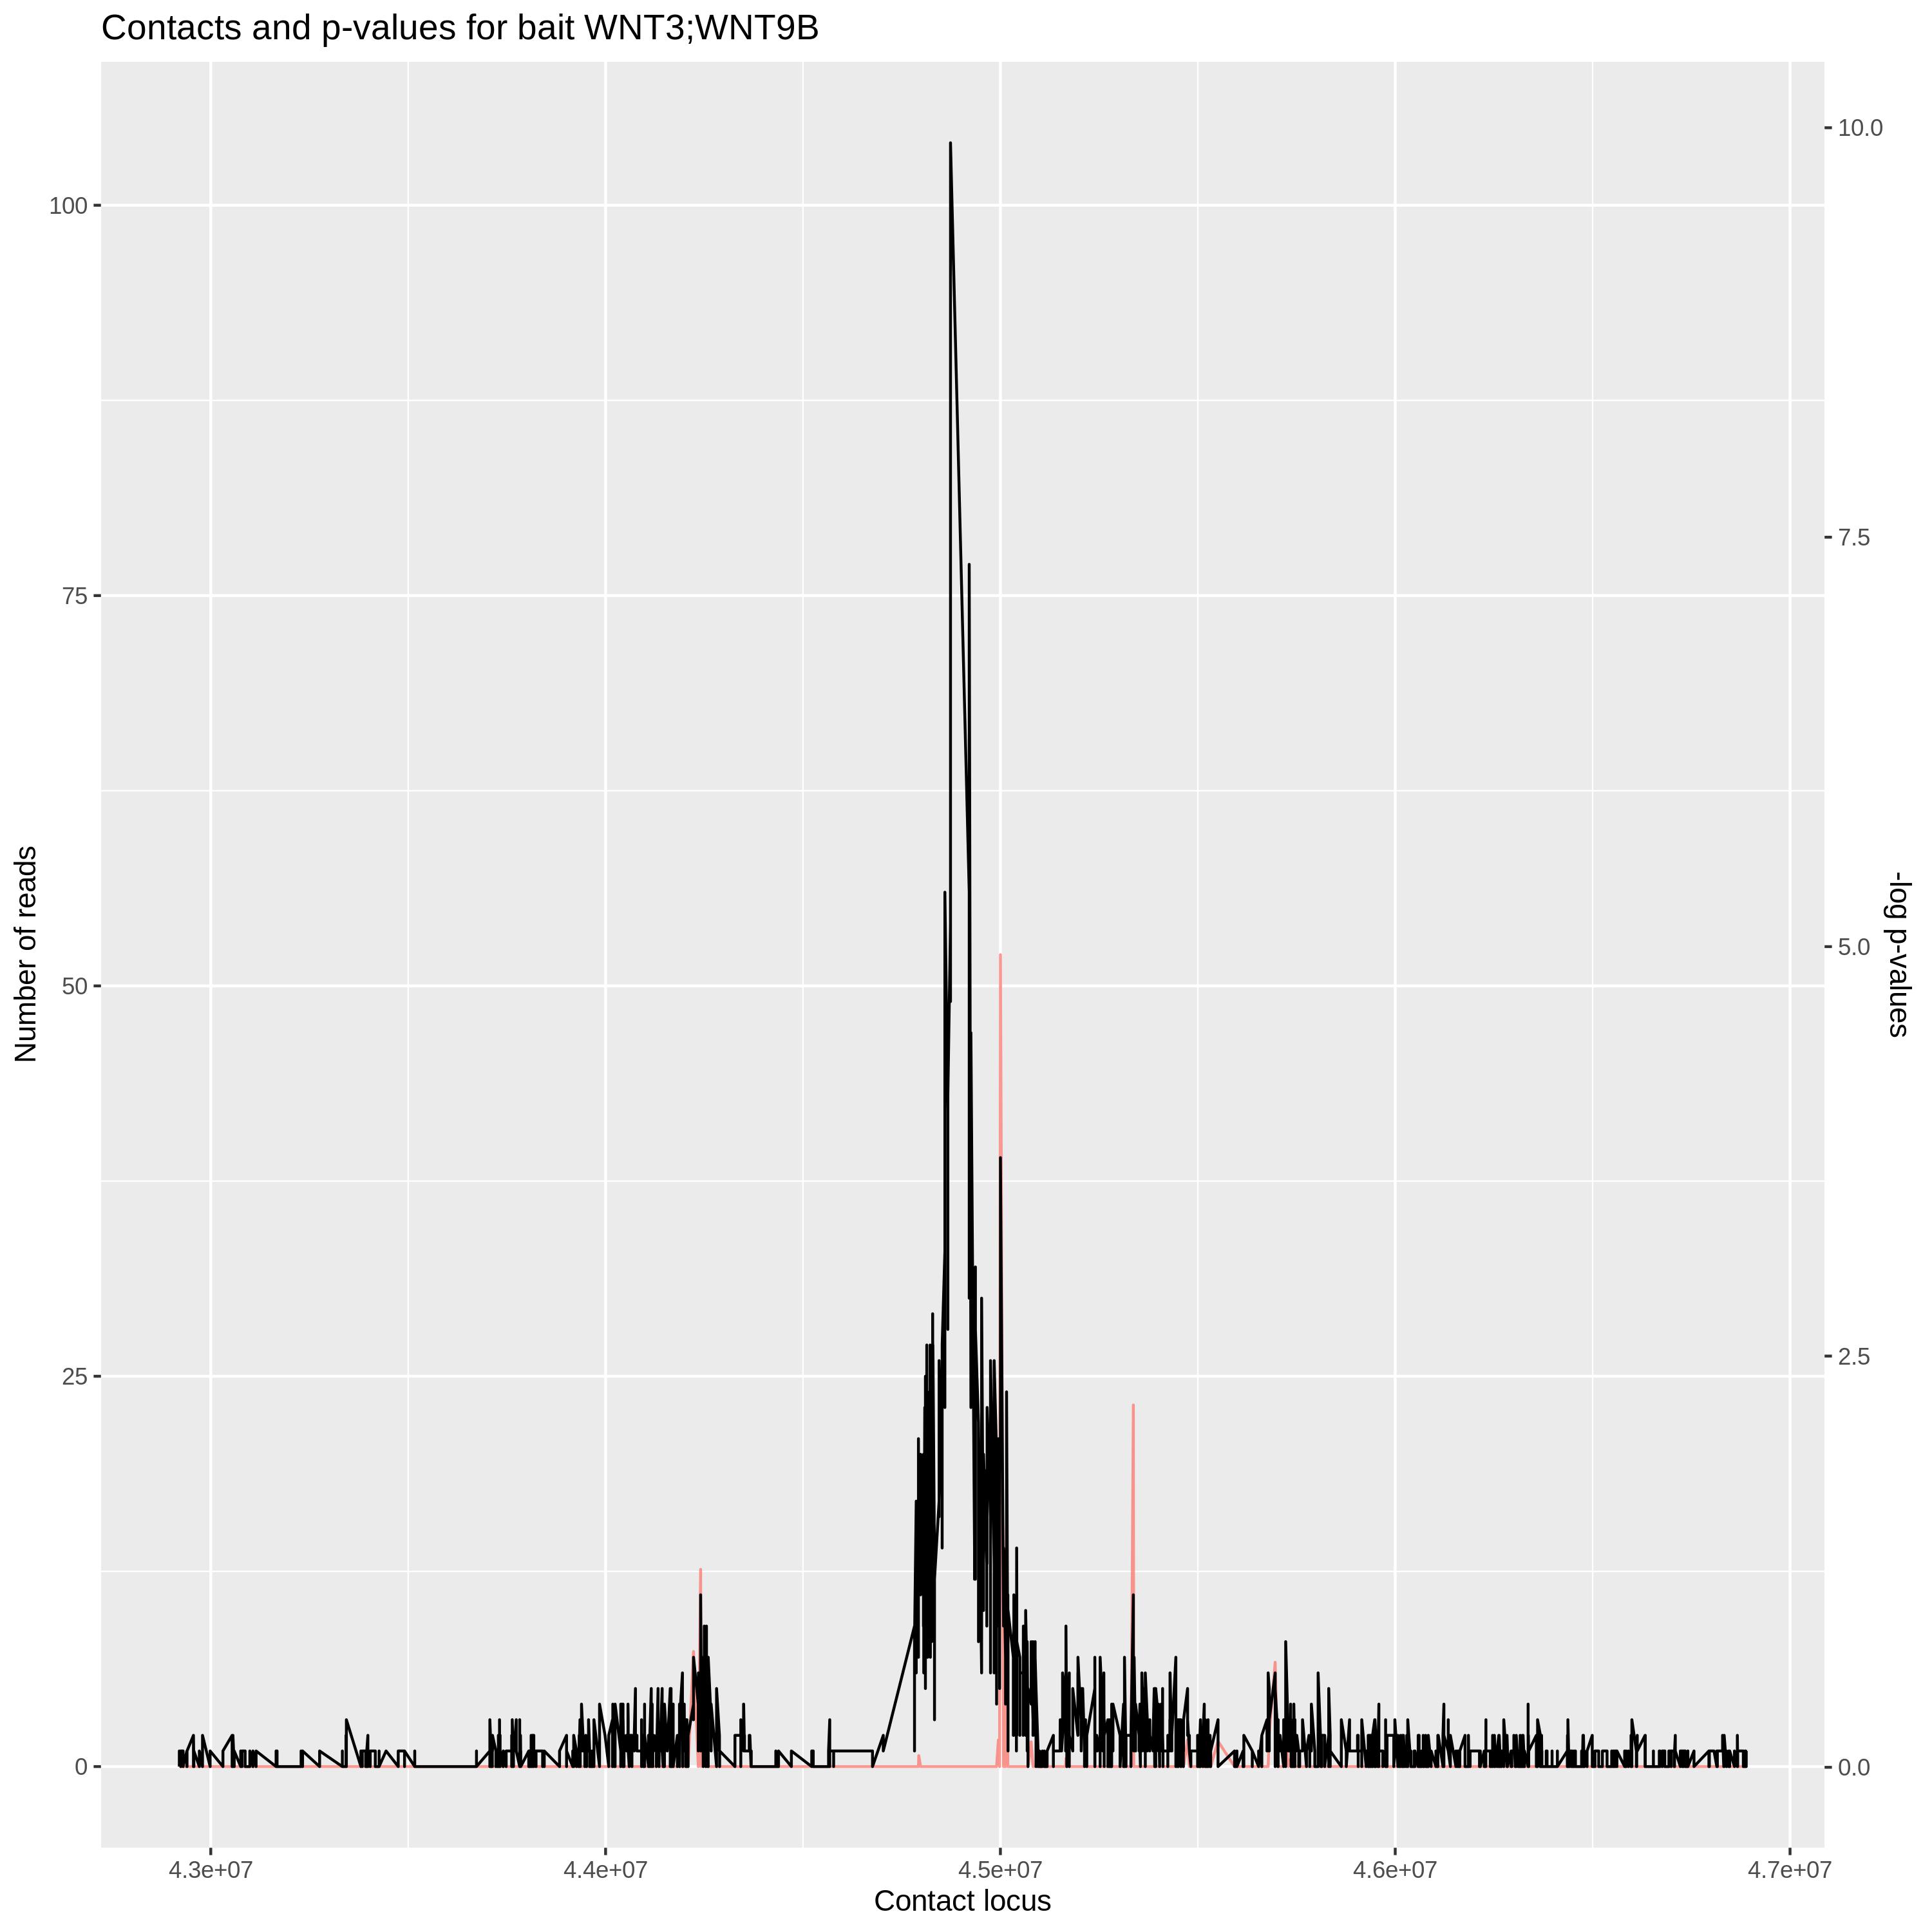 Contacts and p-values for bait WNT3;WNT9B
100
75
50
25
0
Number of reads
10.0
7.5
5.0
2.5
0.0
-log p-values
4.3e+07
4.4e+07
4.5e+07
4.6e+07
4.7e+07
Contact locus